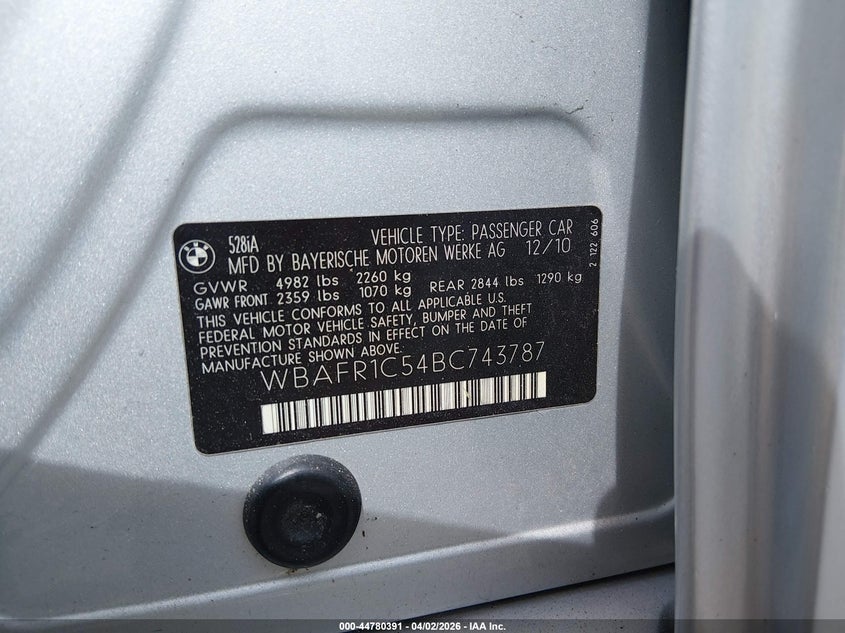 BMW
528iA
VEHICLE TYPE: PASSENGER CAR
MFD BY BAYERISCHE MOTOREN WERKE AG 12/10
GVWR 4982 lbs 2260 kg
GAWR FRONT 2359 lbs 1070 kg REAR 2844 lbs 1290 kg
THIS VEHICLE CONFORMS TO ALL APPLICABLE U.S.
FEDERAL MOTOR VEHICLE SAFETY, BUMPER AND THEFT
PREVENTION STANDARDS IN EFFECT ON THE DATE OF
MANUFACTURE SHOWN ABOVE.
WBAFR1C54BC743787
2 122 606
000-44780391 - 04/02/2026 - IAA Inc.